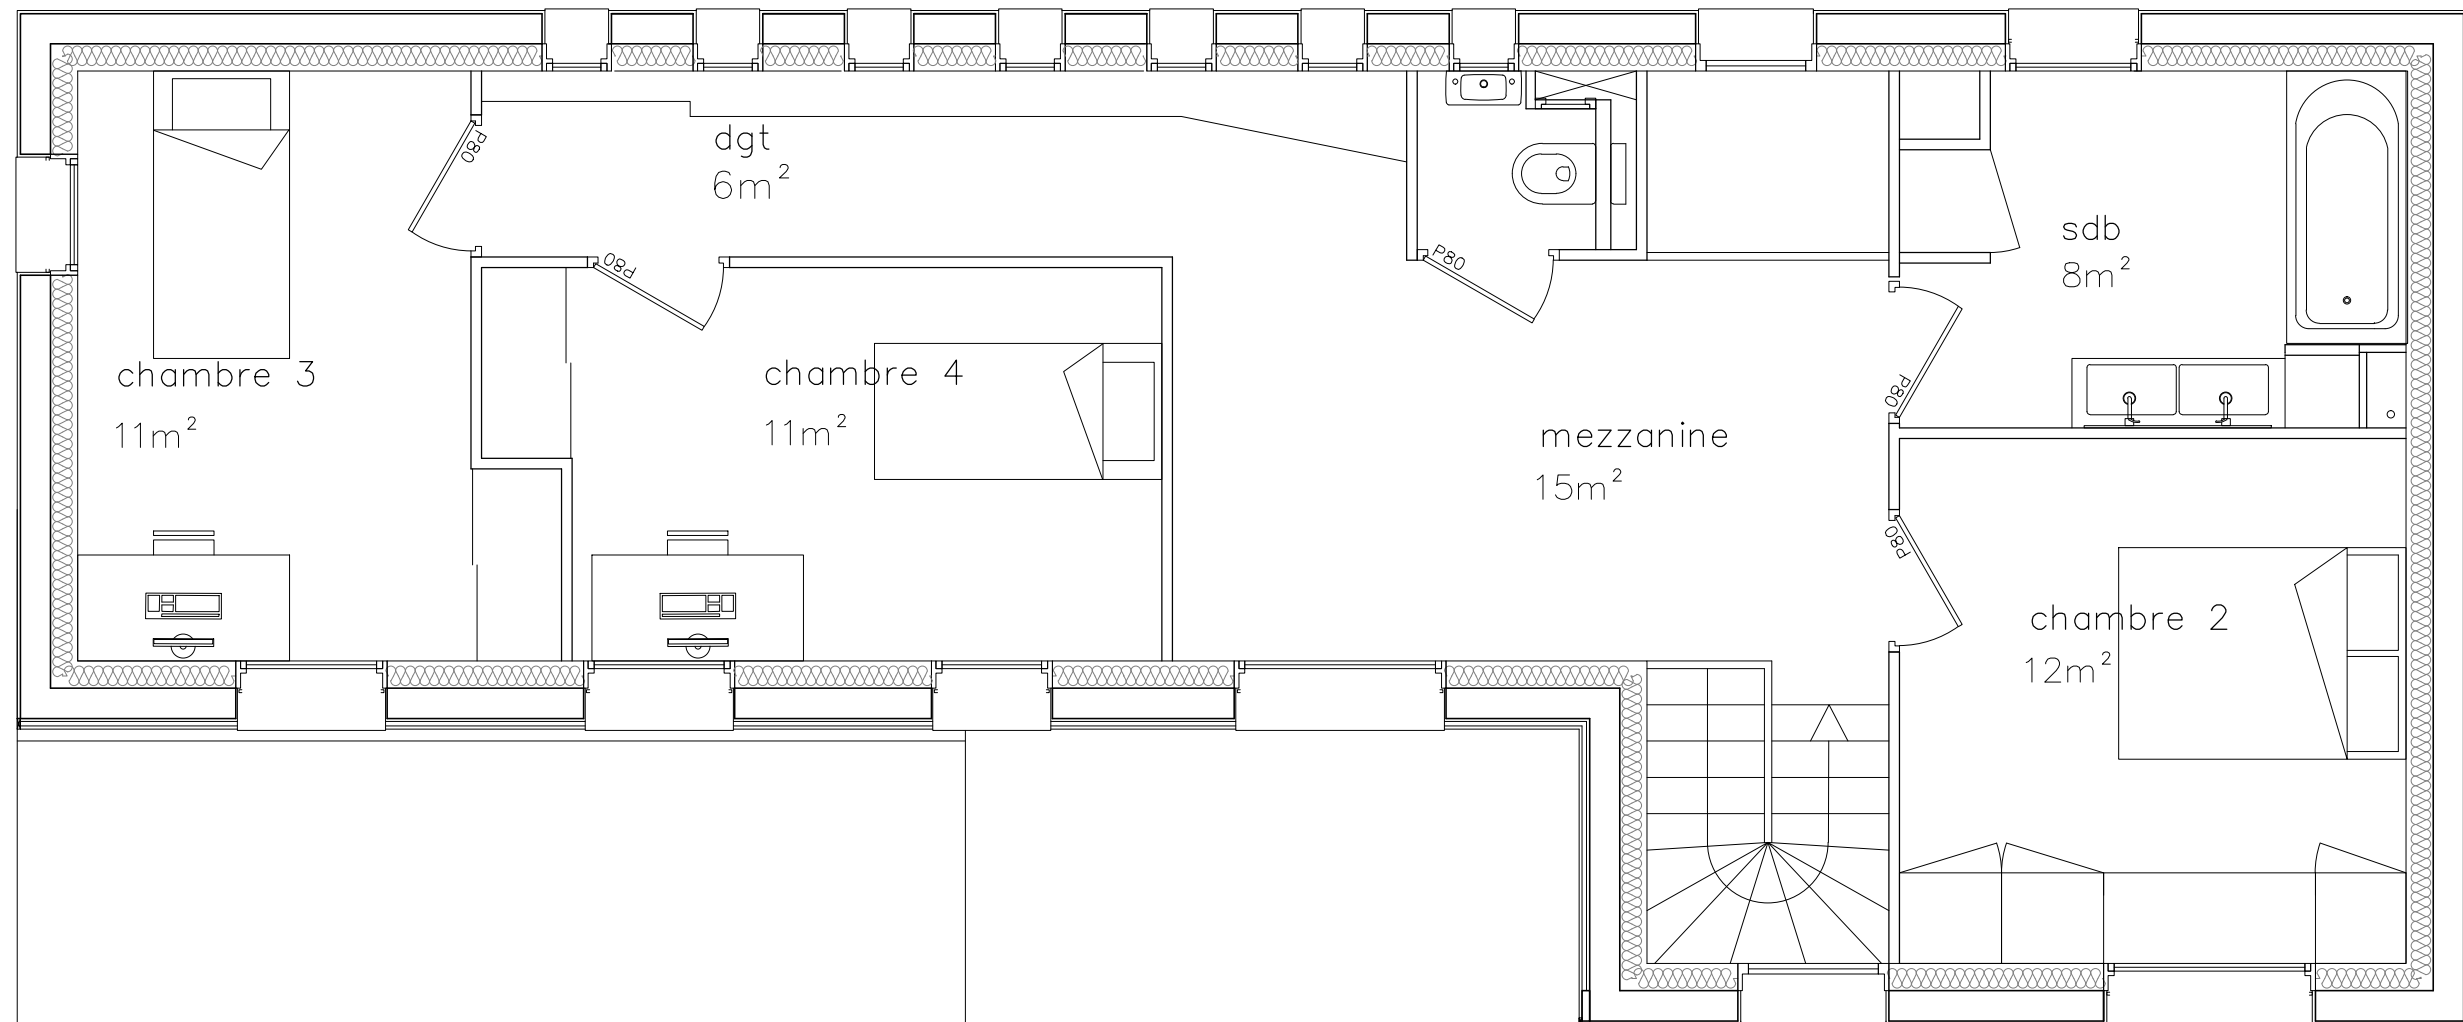 P80
dgt
6m²
P80
P80
sdb
8m²
chambre 3
11m²
chambre 4
11m²
P80
mezzanine
15m²
P80
chambre 2
12m²